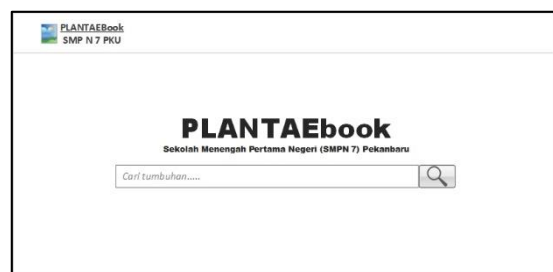 PLANTAEBook
SMP N 7 PKU
PLANTAEbook
Sekolah Menengah Pertama Negeri (SMPN 7) Pekanbaru
Cari tumbuhan.....